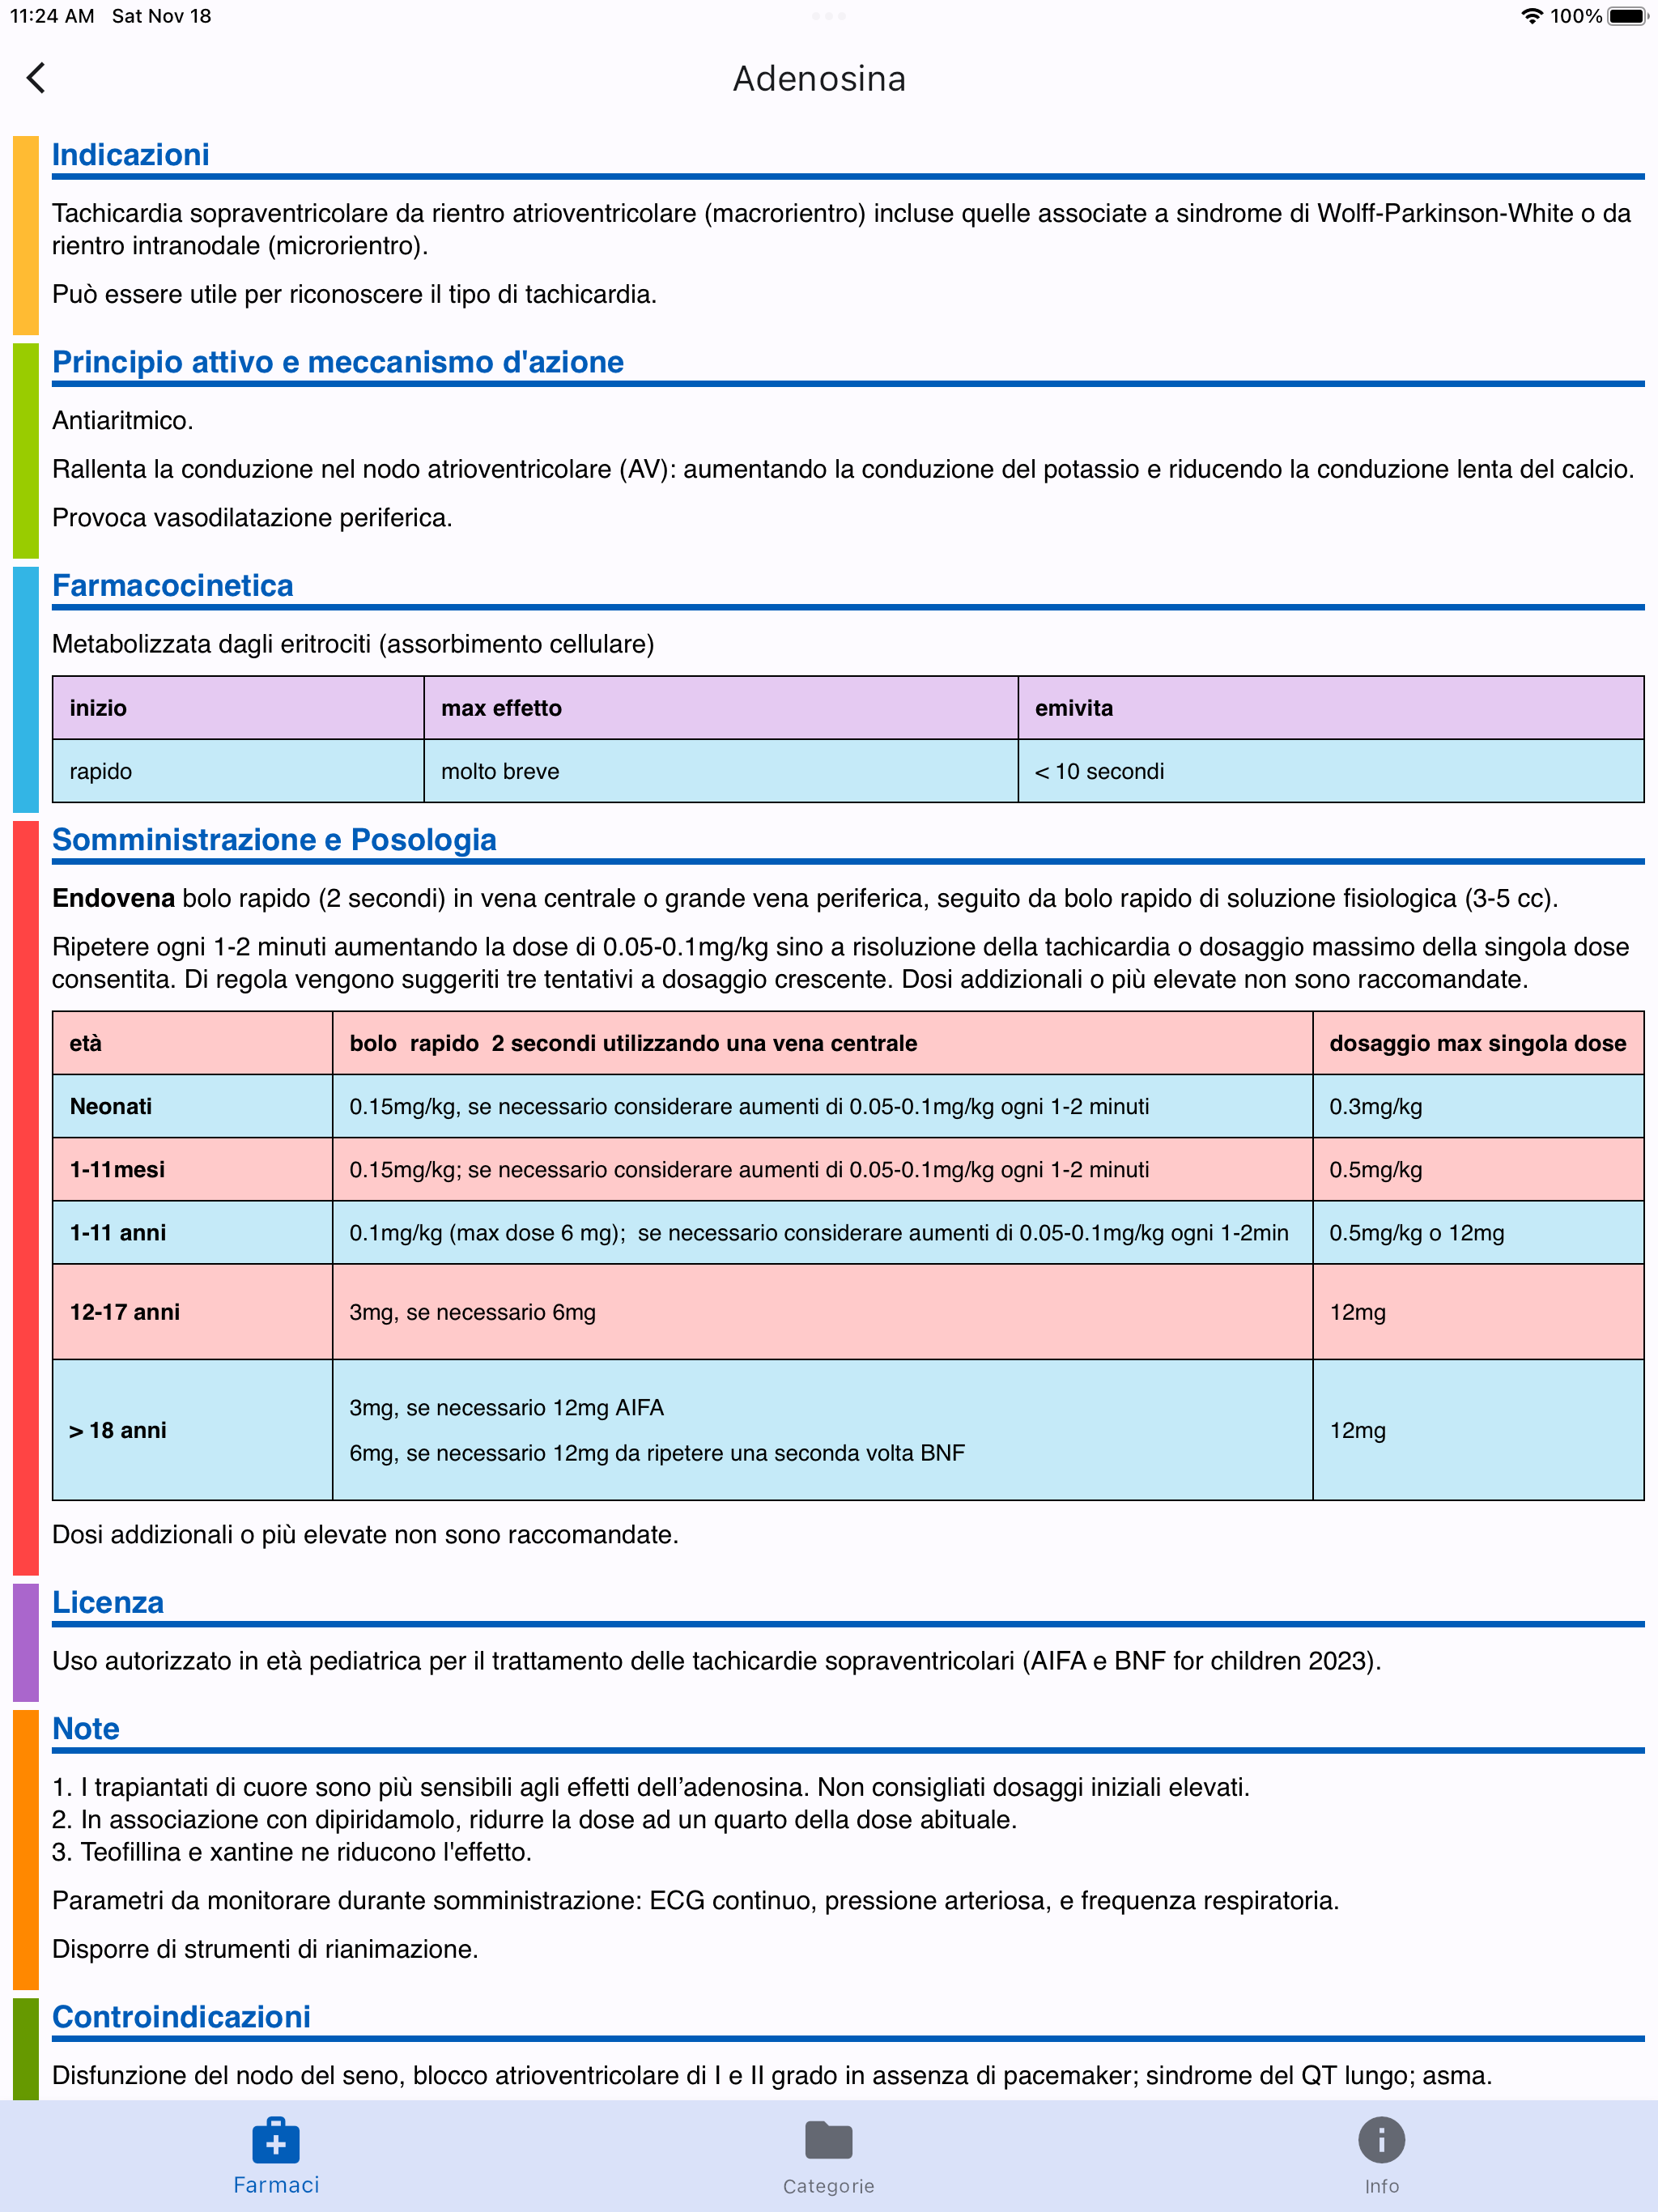 11:24 AM Sat Nov 18
100%
Adenosina
Indicazioni
Tachicardia sopraventricolare da rientro atrioventricolare (macrorientro) incluse quelle associate a sindrome di Wolff-Parkinson-White o da
rientro intranodale (microrientro).
Può essere utile per riconoscere il tipo di tachicardia.
Principio attivo e meccanismo d'azione
Antiaritmico.
Rallenta la conduzione nel nodo atrioventricolare (AV): aumentando la conduzione del potassio e riducendo la conduzione lenta del calcio.
Provoca vasodilatazione periferica.
Farmacocinetica
Metabolizzata dagli eritrociti (assorbimento cellulare)
inizio max effetto emivita
rapido molto breve < 10 secondi
Somministrazione e Posologia
Endovena bolo rapido (2 secondi) in vena centrale o grande vena periferica, seguito da bolo rapido di soluzione fisiologica (3-5 cc).
Ripetere ogni 1-2 minuti aumentando la dose di 0.05-0.1mg/kg sino a risoluzione della tachicardia o dosaggio massimo della singola dose
consentita. Di regola vengono suggeriti tre tentativi a dosaggio crescente. Dosi addizionali o più elevate non sono raccomandate.
età bolo rapido 2 secondi utilizzando una vena centrale dosaggio max singola dose
Neonati 0.15mg/kg, se necessario considerare aumenti di 0.05-0.1mg/kg ogni 1-2 minuti 0.3mg/kg
1-11mesi 0.15mg/kg; se necessario considerare aumenti di 0.05-0.1mg/kg ogni 1-2 minuti 0.5mg/kg
1-11 anni 0.1mg/kg (max dose 6 mg); se necessario considerare aumenti di 0.05-0.1mg/kg ogni 1-2min 0.5mg/kg o 12mg
12-17 anni 3mg, se necessario 6mg 12mg
> 18 anni 3mg, se necessario 12mg AIFA
6mg, se necessario 12mg da ripetere una seconda volta BNF 12mg
Dosi addizionali o più elevate non sono raccomandate.
Licenza
Uso autorizzato in età pediatrica per il trattamento delle tachicardie sopraventricolari (AIFA e BNF for children 2023).
Note
1. I trapiantati di cuore sono più sensibili agli effetti dell’adenosina. Non consigliati dosaggi iniziali elevati.
2. In associazione con dipiridamolo, ridurre la dose ad un quarto della dose abituale.
3. Teofillina e xantine ne riducono l'effetto.
Parametri da monitorare durante somministrazione: ECG continuo, pressione arteriosa, e frequenza respiratoria.
Disporre di strumenti di rianimazione.
Controindicazioni
Disfunzione del nodo del seno, blocco atrioventricolare di I e II grado in assenza di pacemaker; sindrome del QT lungo; asma.
Farmaci Categorie Info